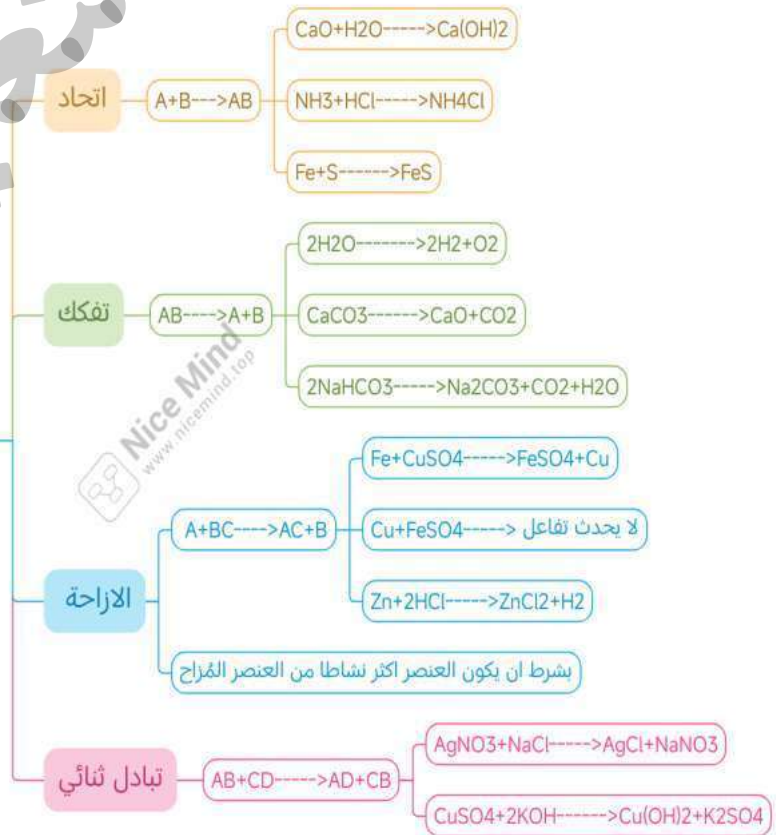 اتحاد
A+B--->AB
CaO+H2O----->Ca(OH)2
NH3+HCl----->NH4Cl
Fe+S------>FeS
تفكك
AB---->A+B
2H2O------->2H2+O2
CaCO3------>CaO+CO2
2NaHCO3----->Na2CO3+CO2+H2O
Nice Mind
www.nicemind.top
الازاحة
A+BC---->AC+B
Fe+CuSO4----->FeSO4+Cu
Cu+FeSO4-----> لا يحدث تفاعل
Zn+2HCl----->ZnCl2+H2
بشرط ان يكون العنصر اكثر نشاطا من العنصر المُزاح
تبادل ثنائي
AB+CD----->AD+CB
AgNO3+NaCl----->AgCl+NaNO3
CuSO4+2KOH------>Cu(OH)2+K2SO4